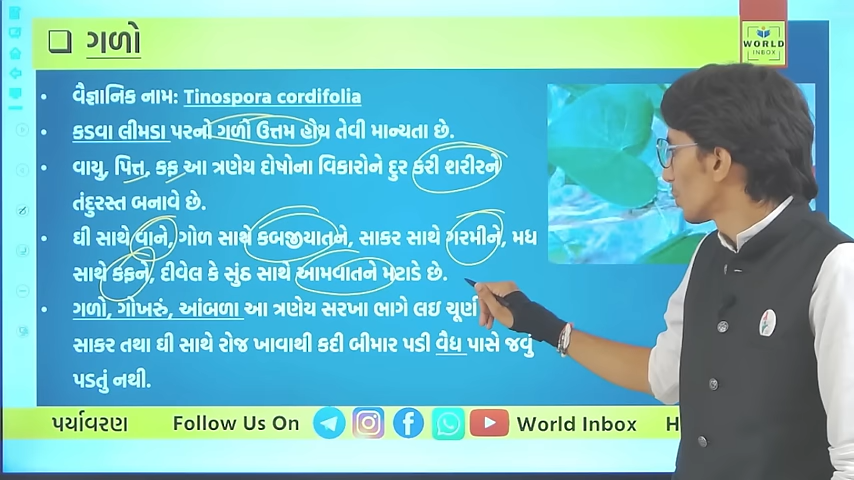 ❑ ગળો
WORLD
INBOX
• વૈજ્ઞાનિક નામ: Tinospora cordifolia
• કડવા લીમડા પરનો ગળો ઉત્તમ હોય તેવી માન્યતા છે.
• વાયુ, પિત્ત, કફ આ ત્રણેય દોષોના વિકારોને દુર કરી શરીરને
તંદુરસ્ત બનાવે છે.
• ઘી સાથે વાને, ગોળ સાથે કબજીયાતને, સાકર સાથે ગરમીને, મધ
સાથે કફને, દીવેલ કે સુંઠ સાથે આમવાતને મટાડે છે.
• ગળો, ગોખરું, આંબળા આ ત્રણેય સરખા ભાગે લઇ ચૂર્ણ
સાકર તથા ઘી સાથે રોજ ખાવાથી કદી બીમાર પડી વૈદ્ય પાસે જવું
પડતું નથી.
પર્યાવરણ Follow Us On World Inbox H